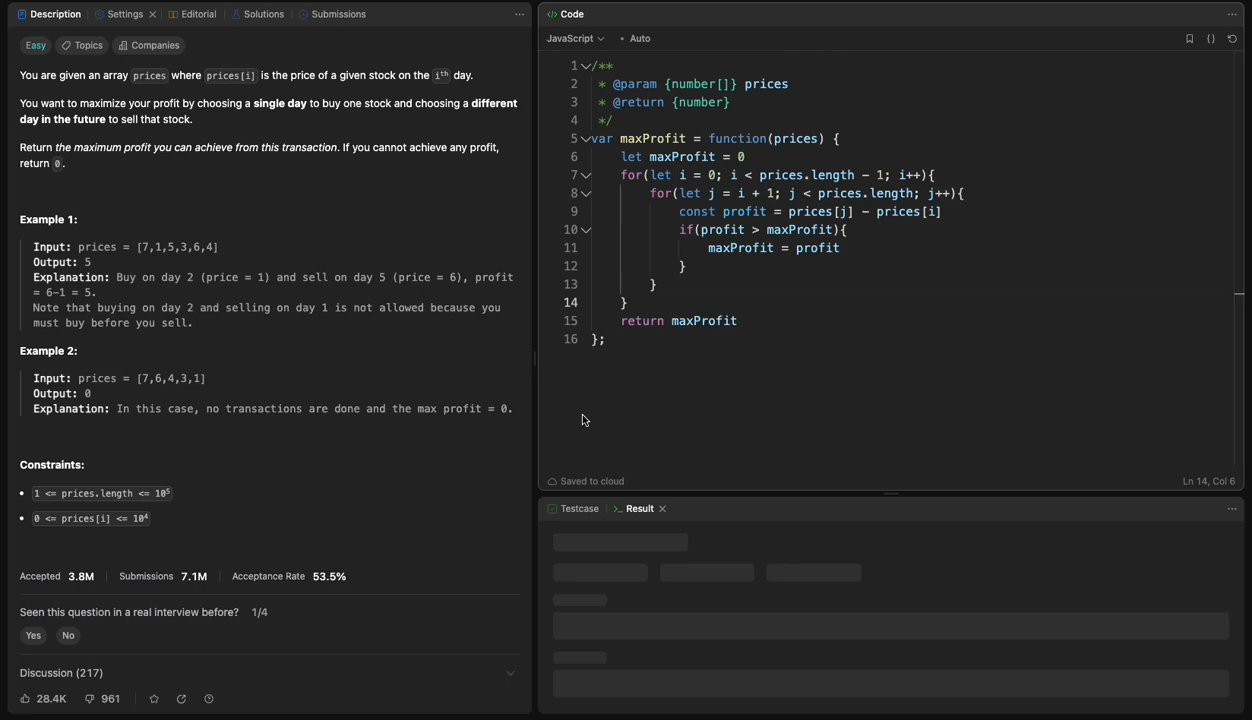 Description
Settings
Editorial
Solutions
Submissions
Easy
Topics
Companies
You are given an array prices where prices[i] is the price of a given stock on the ith day.
You want to maximize your profit by choosing a single day to buy one stock and choosing a different
day in the future to sell that stock.
Return the maximum profit you can achieve from this transaction. If you cannot achieve any profit,
return 0.
Example 1:
Input: prices = [7,1,5,3,6,4]
Output: 5
Explanation: Buy on day 2 (price = 1) and sell on day 5 (price = 6), profit
= 6-1 = 5.
Note that buying on day 2 and selling on day 1 is not allowed because you
must buy before you sell.
Example 2:
Input: prices = [7,6,4,3,1]
Output: 0
Explanation: In this case, no transactions are done and the max profit = 0.
Constraints:
• 1 <= prices.length <= 10⁵
• 0 <= prices[i] <= 10⁴
Accepted 3.8M
Submissions 7.1M
Acceptance Rate 53.5%
Seen this question in a real interview before? 1/4
Yes
No
Discussion (217)
28.4K
961
</> Code
JavaScript
• Auto
1 /**
2  * @param {number[]} prices
3  * @return {number}
4  */
5 var maxProfit = function(prices) {
6     let maxProfit = 0
7     for(let i = 0; i < prices.length - 1; i++){
8         for(let j = i + 1; j < prices.length; j++){
9             const profit = prices[j] - prices[i]
10             if(profit > maxProfit){
11                 maxProfit = profit
12             }
13         }
14     }
15     return maxProfit
16 };
Saved to cloud
Ln 14, Col 6
Testcase
>_ Result